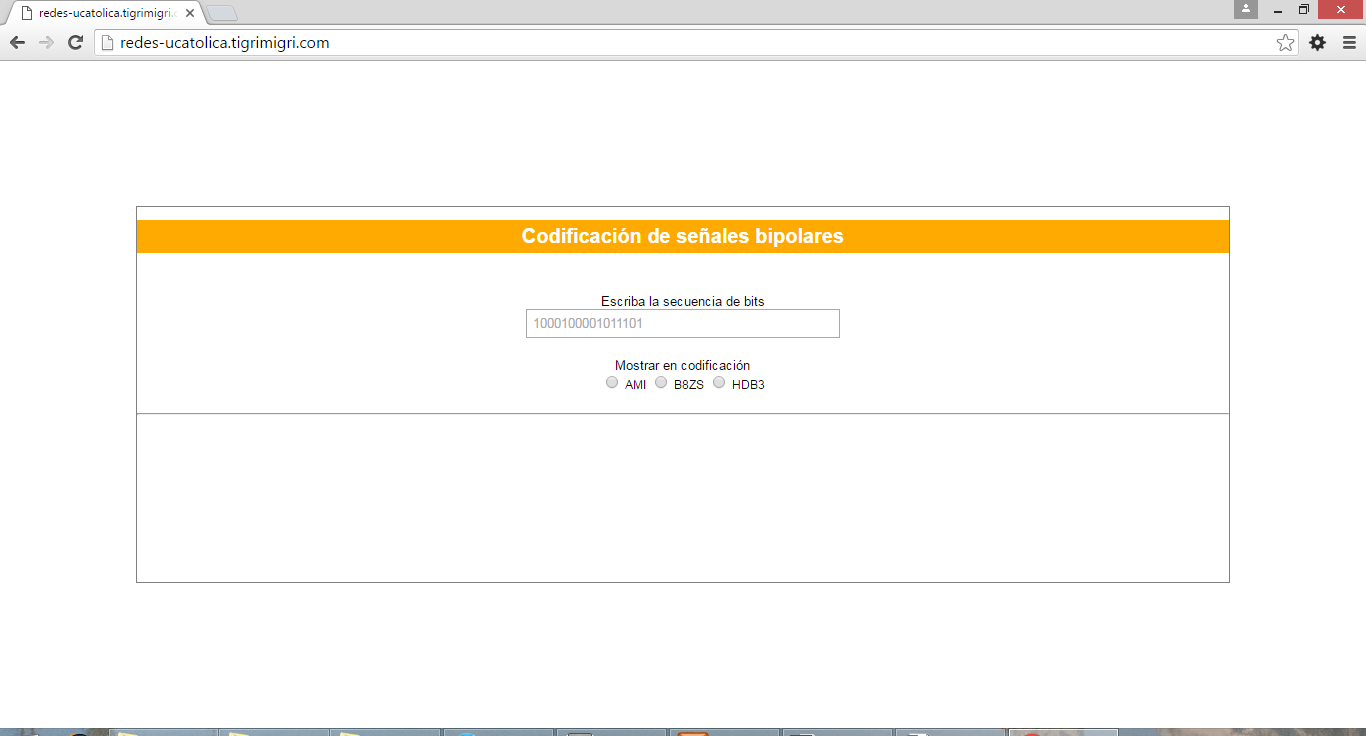 redes-ucatolica.tigrimigri.c
redes-ucatolica.tigrimigri.com
Codificación de señales bipolares
Escriba la secuencia de bits
1000100001011101
Mostrar en codificación
AMI B8ZS HDB3